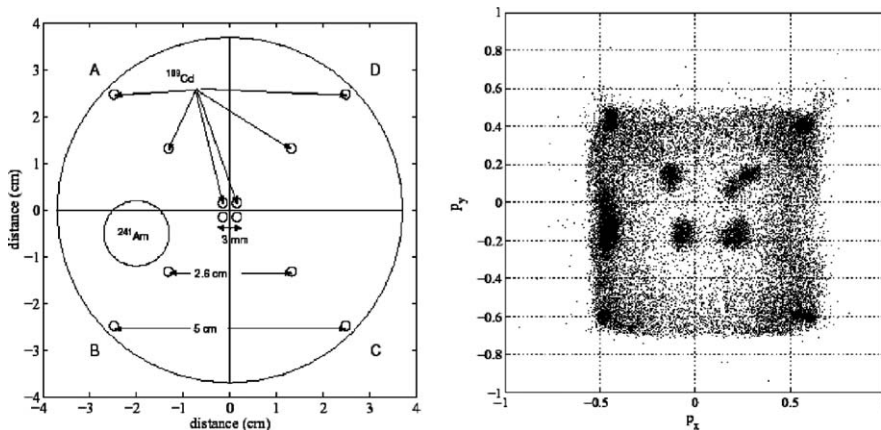 4
3
2
1
0
−1
−2
−3
−4
distance (cm)
−4 −3 −2 −1 0 1 2 3 4
distance (cm)
A
D
B
C
109Cd
241Am
3 mm
2.6 cm
5 cm
1
0.8
0.6
0.4
0.2
0
−0.2
−0.4
−0.6
−0.8
−1
−0.5 0 0.5 1
py
px